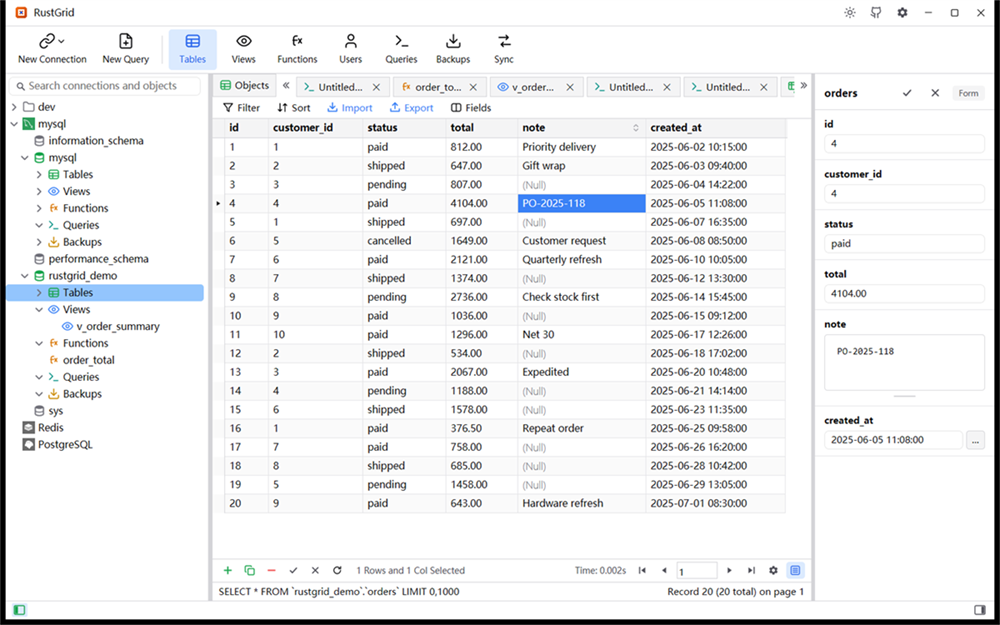 RustGrid
New Connection
New Query
Tables
Views
Functions
Users
Queries
Backups
Sync
Search connections and objects
dev
mysql
information_schema
mysql
Tables
Views
Functions
Queries
Backups
performance_schema
rustgrid_demo
Tables
Views
v_order_summary
Functions
order_total
Queries
Backups
sys
Redis
PostgreSQL
Objects « Untitled... order_to... v_order... Untitled... Untitled... »
Filter Sort Import Export Fields
id customer_id status total note created_at
1 1 paid 812.00 Priority delivery 2025-06-02 10:15:00
2 2 shipped 647.00 Gift wrap 2025-06-03 09:40:00
3 3 pending 807.00 (Null) 2025-06-04 14:22:00
4 4 paid 4104.00 PO-2025-118 2025-06-05 11:08:00
5 1 shipped 697.00 (Null) 2025-06-07 16:35:00
6 5 cancelled 1649.00 Customer request 2025-06-08 08:50:00
7 6 paid 2121.00 Quarterly refresh 2025-06-10 10:05:00
8 7 shipped 1374.00 (Null) 2025-06-12 13:30:00
9 8 pending 2736.00 Check stock first 2025-06-14 15:45:00
10 9 paid 1036.00 (Null) 2025-06-15 09:12:00
11 10 paid 1296.00 Net 30 2025-06-17 12:26:00
12 2 shipped 534.00 (Null) 2025-06-18 17:02:00
13 3 paid 2067.00 Expedited 2025-06-20 10:48:00
14 4 pending 1188.00 (Null) 2025-06-21 14:14:00
15 6 shipped 1578.00 (Null) 2025-06-23 11:35:00
16 1 paid 376.50 Repeat order 2025-06-25 09:58:00
17 7 paid 758.00 (Null) 2025-06-26 16:20:00
18 8 shipped 685.00 (Null) 2025-06-28 10:42:00
19 5 pending 1458.00 (Null) 2025-06-29 13:05:00
20 9 paid 643.00 Hardware refresh 2025-07-01 08:30:00
1 Rows and 1 Col Selected Time: 0.002s 1
SELECT * FROM `rustgrid_demo`.`orders` LIMIT 0,1000 Record 20 (20 total) on page 1
orders Form
id
4
customer_id
4
status
paid
total
4104.00
note
PO-2025-118
created_at
2025-06-05 11:08:00 ...